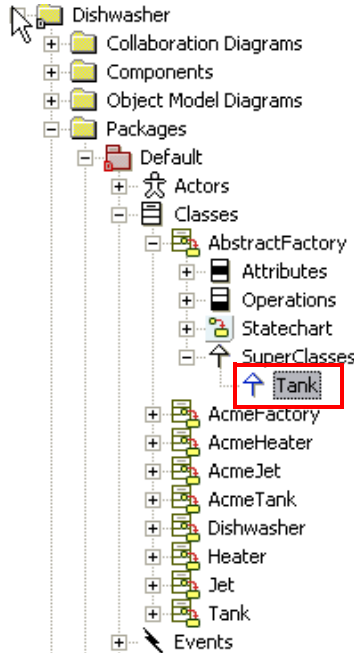 Dishwasher
Collaboration Diagrams
Components
Object Model Diagrams
Packages
Default
Actors
Classes
AbstractFactory
Attributes
Operations
Statechart
SuperClasses
Tank
AcmeFactory
AcmeHeater
AcmeJet
AcmeTank
Dishwasher
Heater
Jet
Tank
Events